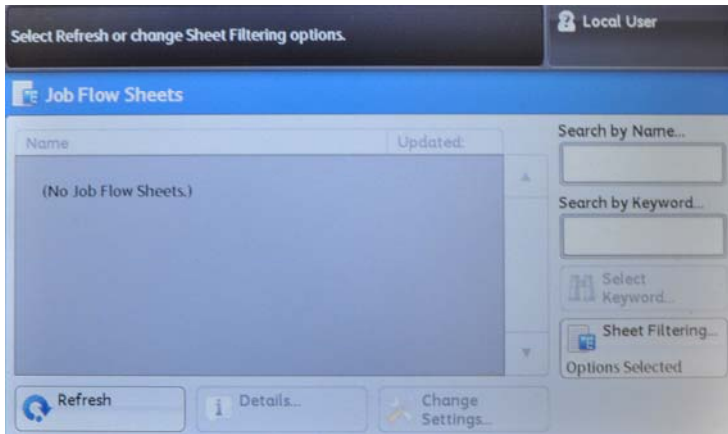 Select Refresh or change Sheet Filtering options.
Local User
Job Flow Sheets
Name Updated:
(No Job Flow Sheets.)
Search by Name...
Search by Keyword...
Select
Keyword...
Sheet Filtering...
Options Selected
Refresh
Details...
Change
Settings...